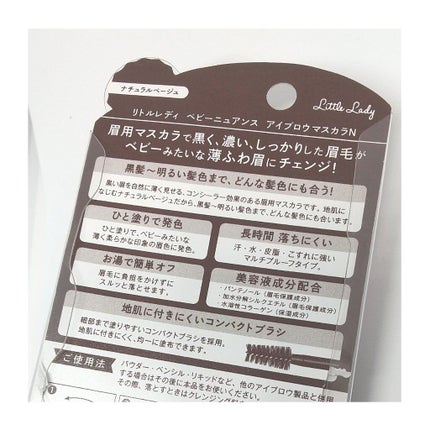 ナチュラルベージュ
Little Lady
リトルレディ ベビーニュアンス アイブロウマスカラN
眉用マスカラで黒く、濃い、しっかりした眉毛が
ベビーみたいな薄ふわ眉にチェンジ!
黒髪~明るい髪色まで、どんな髪色にも合う!
黒い眉を自然に薄く見せる、コンシーラー効果のある眉用マスカラです。地肌に
なじむナチュラルベージュだから、黒髪~明るい髪色まで、どんな髪色にも合います。
ひと塗りで発色
ひと塗りで、ベビーみたいな
薄く柔らかな印象の眉色に発色。
長時間 落ちにくい
汗・水・皮脂・こすれに強い
マルチプルーフタイプ。
お湯で簡単オフ
眉毛に負担をかけずに
スルッと落とせます。
美容液成分配合
・パンテノール(眉毛保護成分)
・加水分解シルクエチル(眉毛保護成分)
・水溶性コラーゲン(保湿成分)
地肌に付きにくいコンパクトブラシ
細部まで塗りやすいコンパクトブラシを採用。
地肌に付きにくく、均一に塗布できます。
ご使用法
パウダー・ペンシル・リキッドなど、他のアイブロウ製品と併用
する場合はその後に本品をお使いください。
その際、落とすときはクレンジング